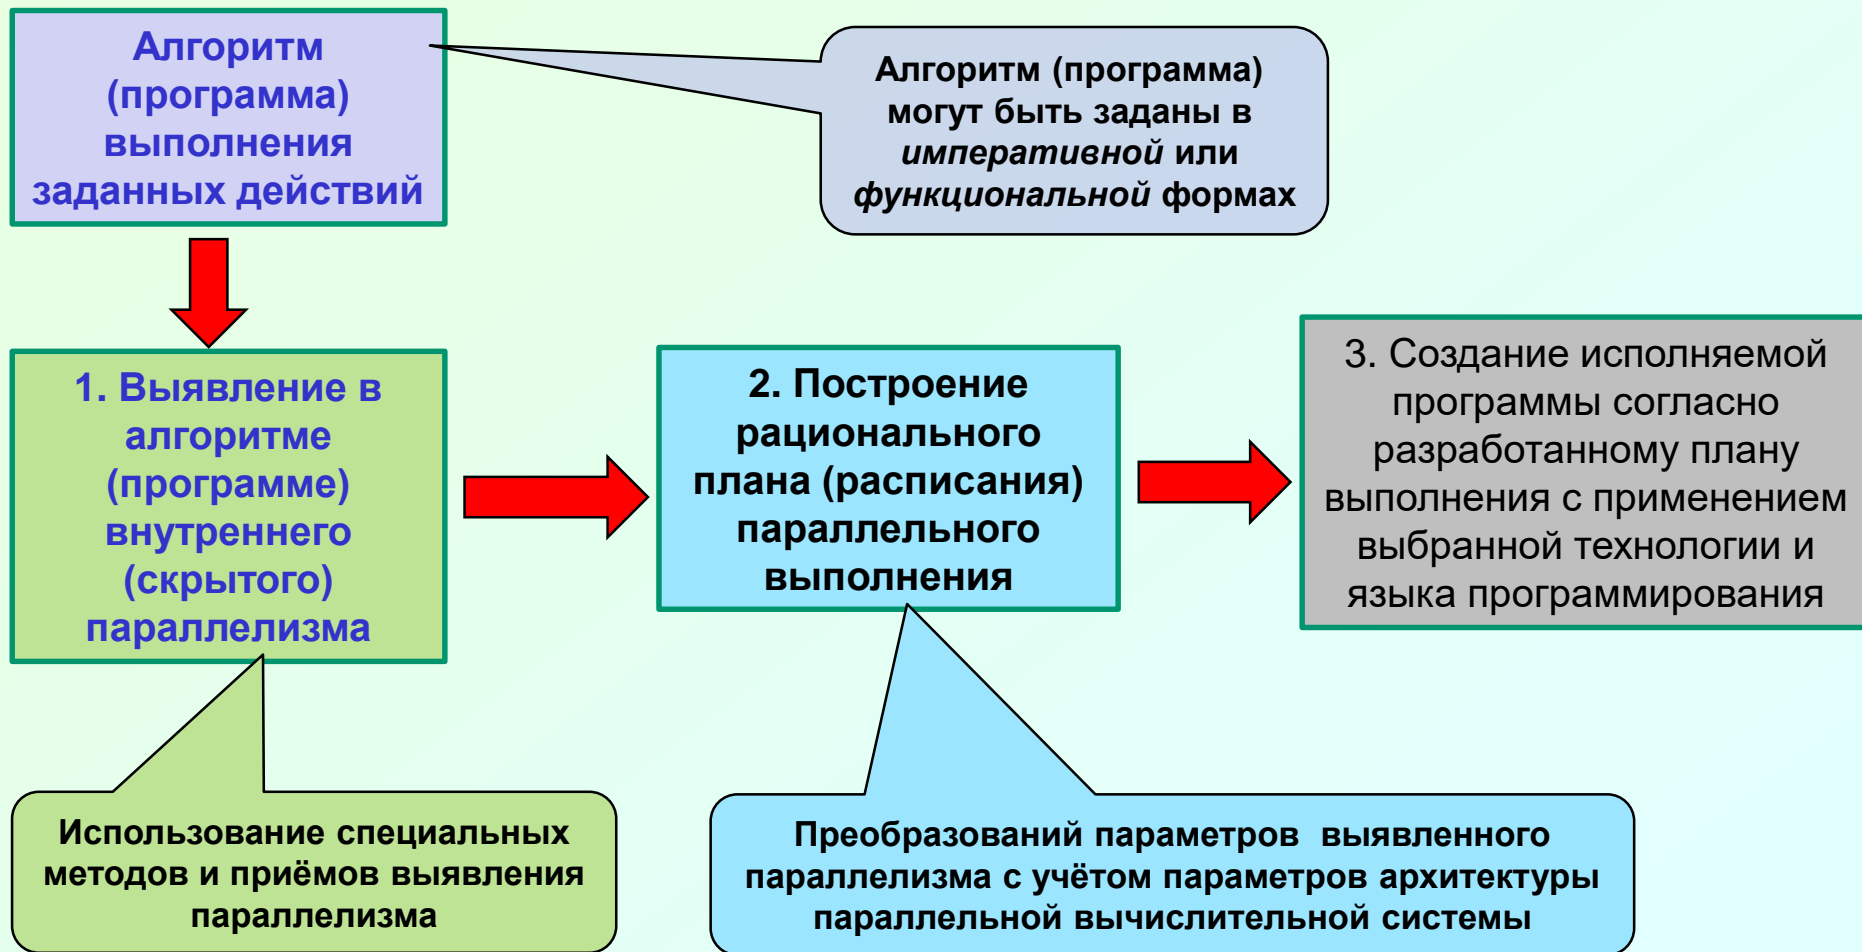 Алгоритм
(программа)
выполнения
заданных действий
Алгоритм (программа)
могут быть заданы в
императивной или
функциональной формах
1. Выявление в
алгоритме
(программе)
внутреннего
(скрытого)
параллелизма
2. Построение
рационального
плана (расписания)
параллельного
выполнения
3. Создание исполняемой
программы согласно
разработанному плану
выполнения с применением
выбранной технологии и
языка программирования
Использование специальных
методов и приёмов выявления
параллелизма
Преобразований параметров выявленного
параллелизма с учётом параметров архитектуры
параллельной вычислительной системы